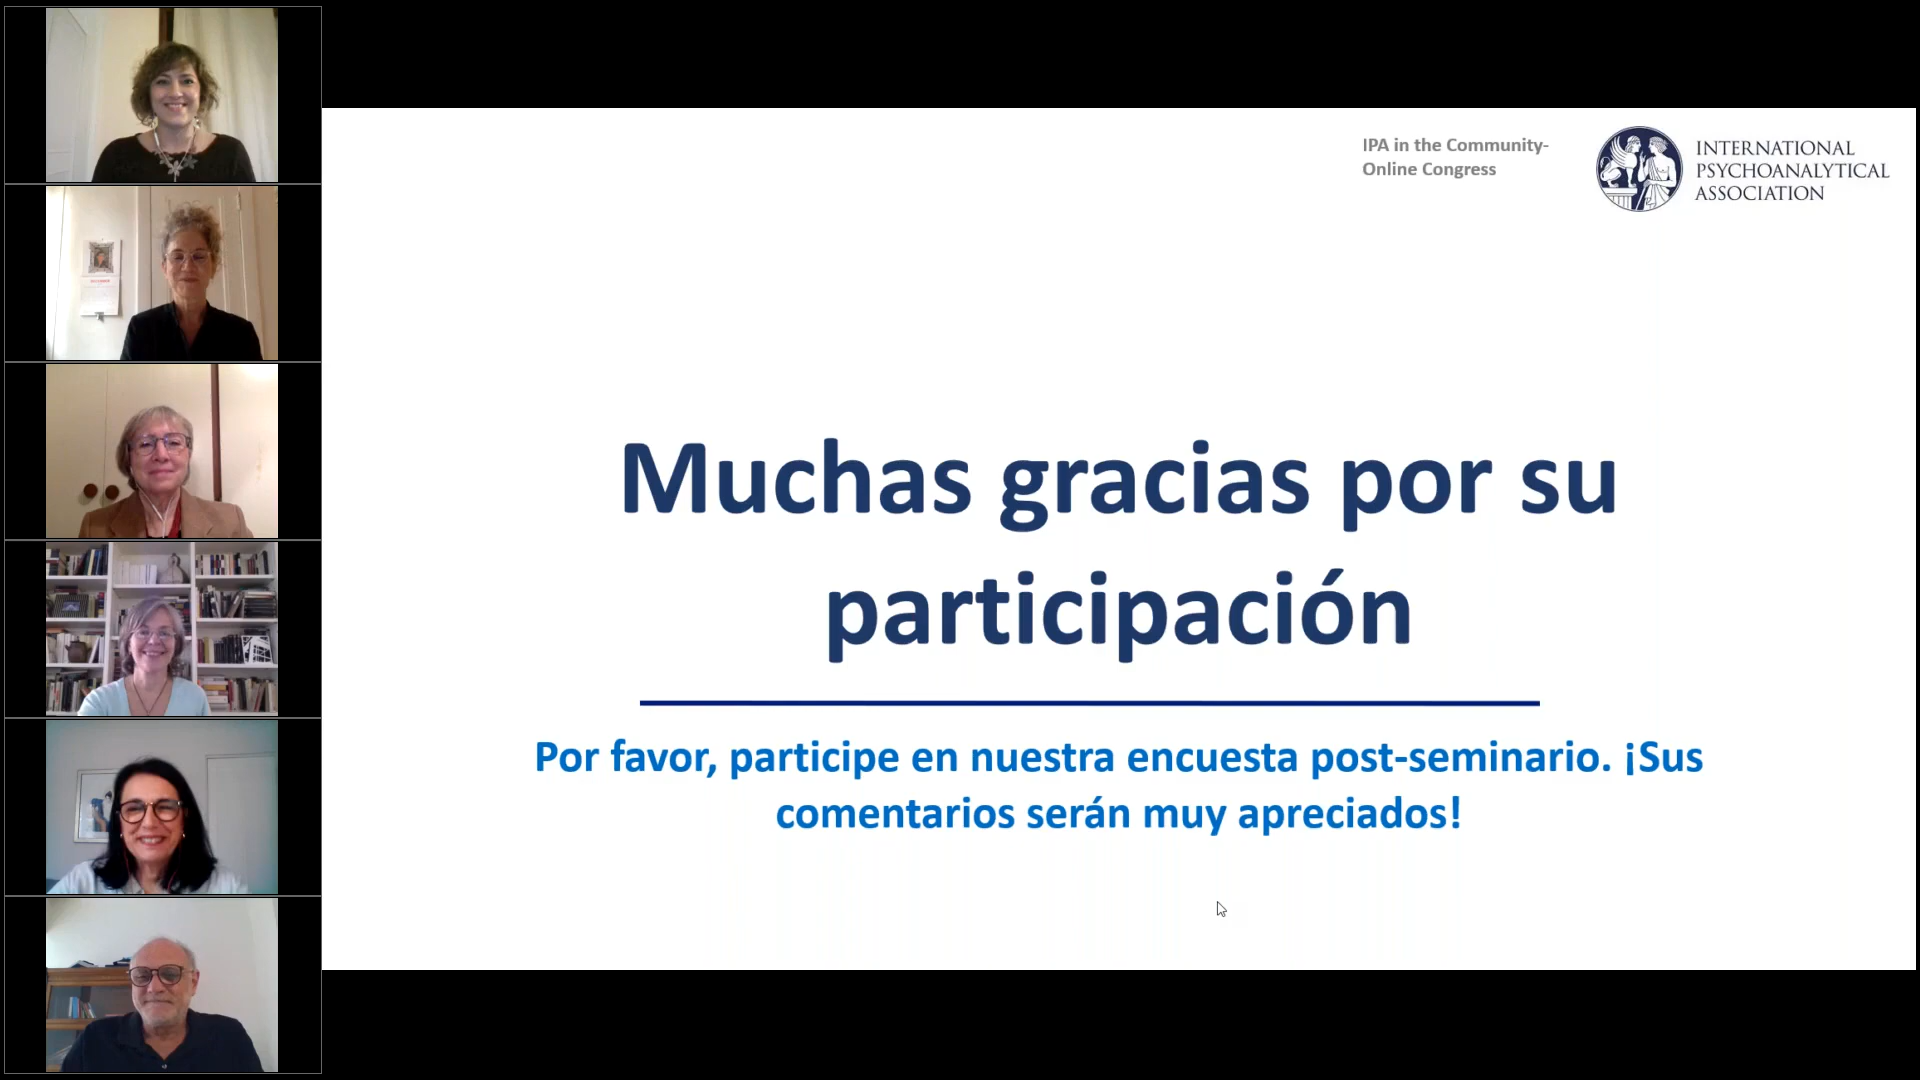 IPA in the Community-
Online Congress
INTERNATIONAL
PSYCHOANALYTICAL
ASSOCIATION
Muchas gracias por su
participación
Por favor, participe en nuestra encuesta post-seminario. ¡Sus
comentarios serán muy apreciados!